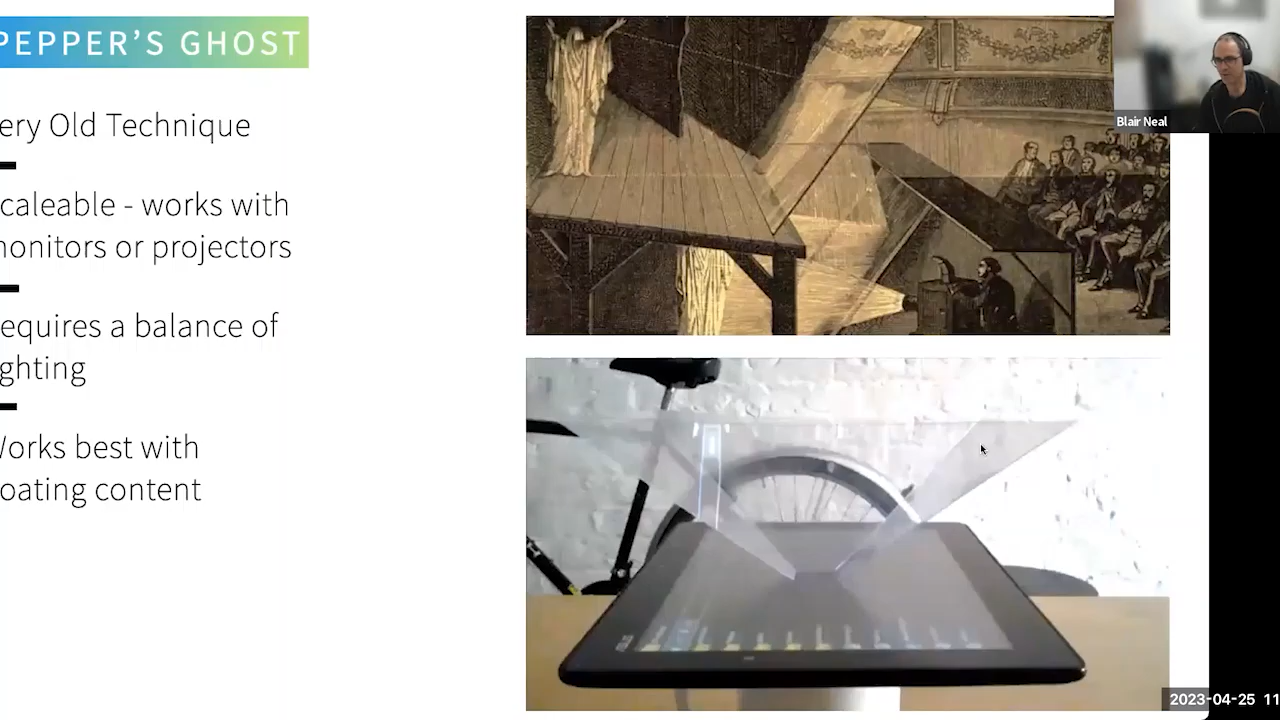 PEPPER'S GHOST
ery Old Technique
caleable - works with
nonitors or projectors
equires a balance of
ghting
Vorks best with
oating content
Blair Neal
2023-04-25 11